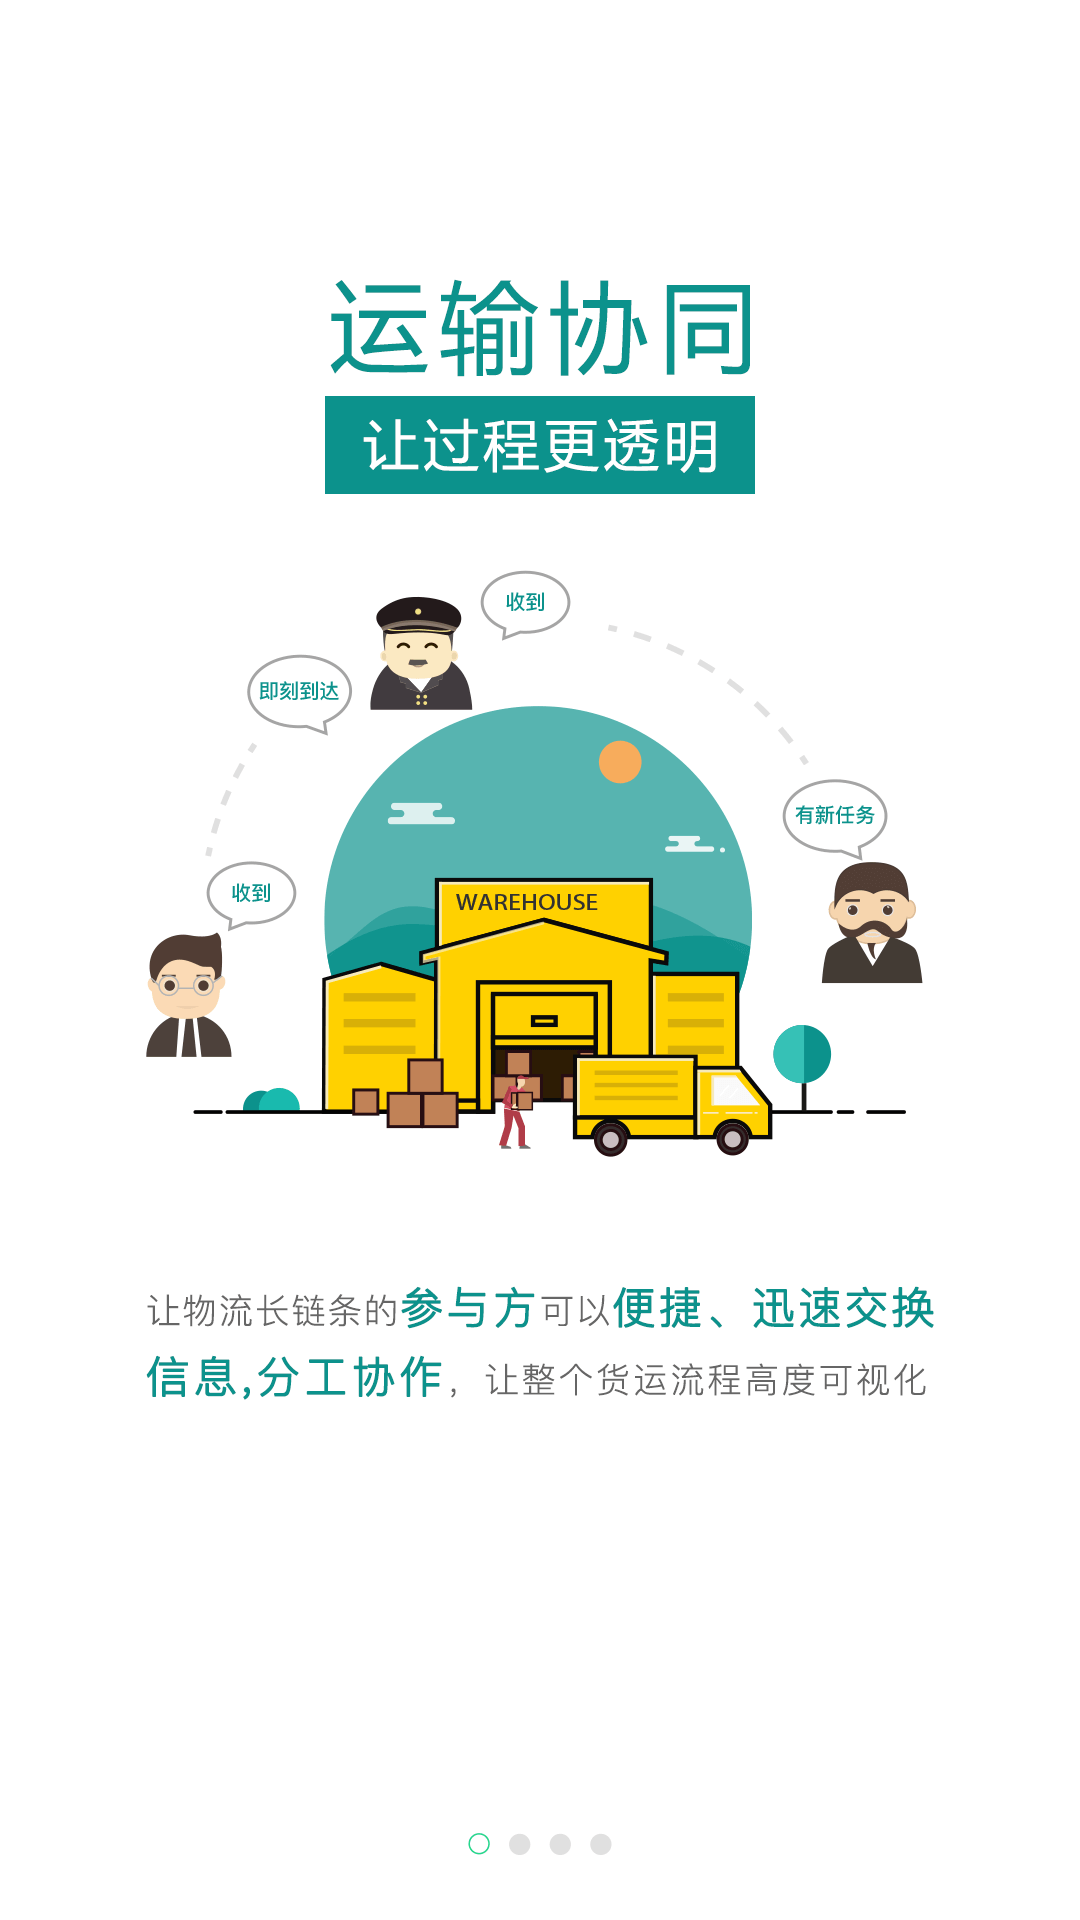 运输协同
让过程更透明
收到
即刻到达
有新任务
收到
WAREHOUSE
让物流长链条的参与方可以便捷、迅速交换
信息,分工协作，让整个货运流程高度可视化